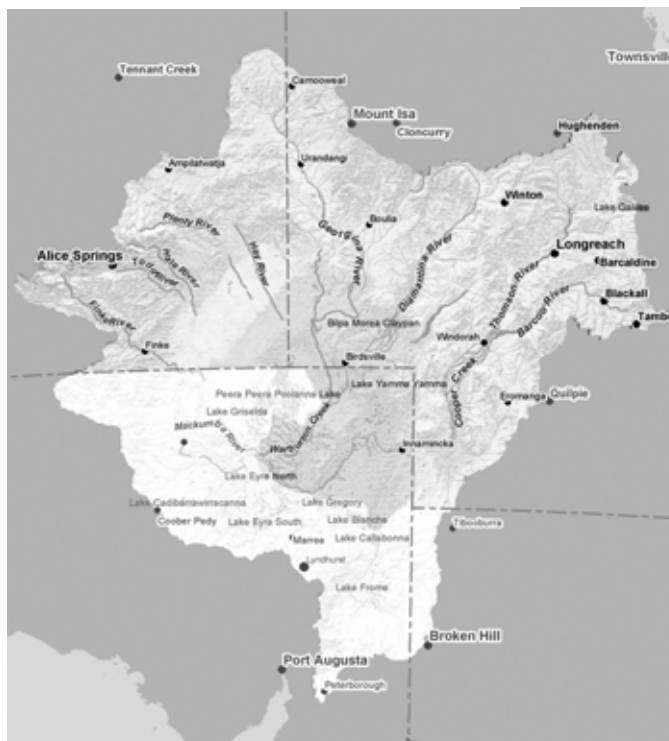 Townsville
Tennant Creek
Camooweal
Mount Isa
Cloncurry
Hughenden
Ampilatwatja
Urandangi
Winton
Lake Galilee
Plenty River
Boulia
Georgina River
Diamantina River
Longreach
Alice Springs
Hale River
Todd River
Hay River
Barcaldine
Thomson River
Blackall
Barcoo River
Finke River
Bilpa Morea Claypan
Tambo
Finke
Windorah
Birdsville
Peera Peera Poolanna Lake
Lake Yamma Yamma
Cooper Creek
Eromanga
Quilpie
Lake Griselda
Macumba River
Warburton Creek
Innamincka
Lake Eyre North
Lake Cadibarrawirracanna
Lake Gregory
Coober Pedy
Lake Eyre South
Lake Blanche
Tibooburra
Marree
Lake Callabonna
Lyndhurst
Lake Frome
Broken Hill
Port Augusta
Peterborough